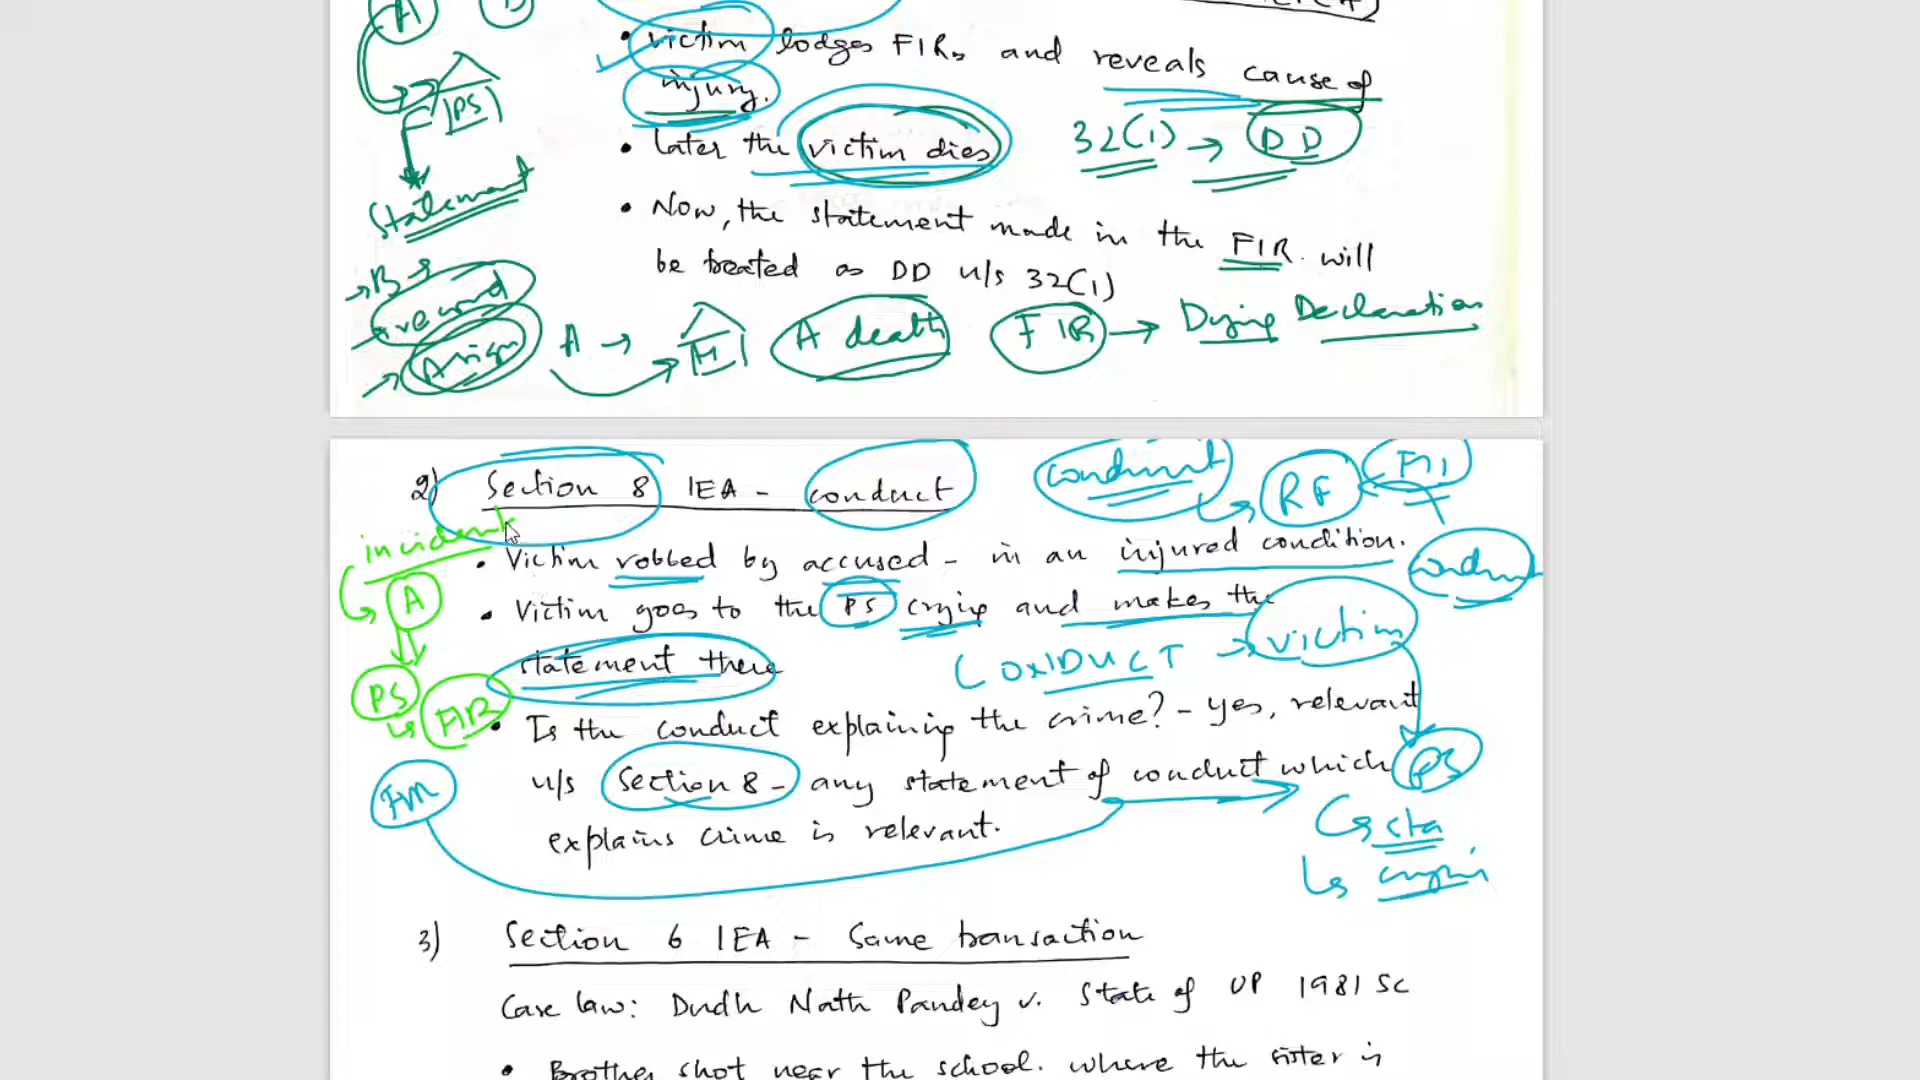 A
• victim lodges FIR, and reveals cause of
injury.
PS
• Later the victim dies
32(1) → DD
Statement
• Now, the statement made in the FIR will
be treated as DD u/s 32(1)
→ B
A → H
A death
FIR → Dying Declaration
2) Section 8 IEA - conduct
conduct
RF
incident
• Victim robbed by accused - in an injured condition.
conduct
A
• Victim goes to the PS crying and makes the
statement there
CONDUCT → victim
PS
FIR
• Is the conduct explaining the crime? - yes, relevant
u/s Section 8 - any statement of conduct which
PS
explains crime is relevant.
sta
3) Section 6 IEA - Same transaction
Case law: Dudh Nath Pandey v. State of UP 1981 SC
• Brother shot near the school. where the sister is